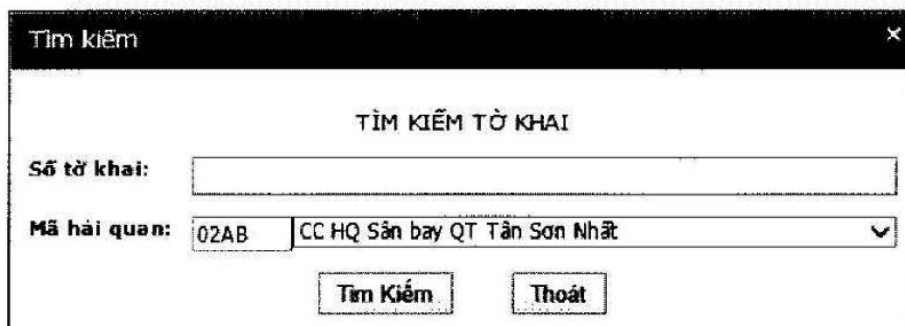 Tìm kiếm ×
TÌM KIẾM TỜ KHAI
Số tờ khai:
Mã hải quan: 02AB CC HQ Sân bay QT Tân Sơn Nhất
Tìm Kiếm Thoát